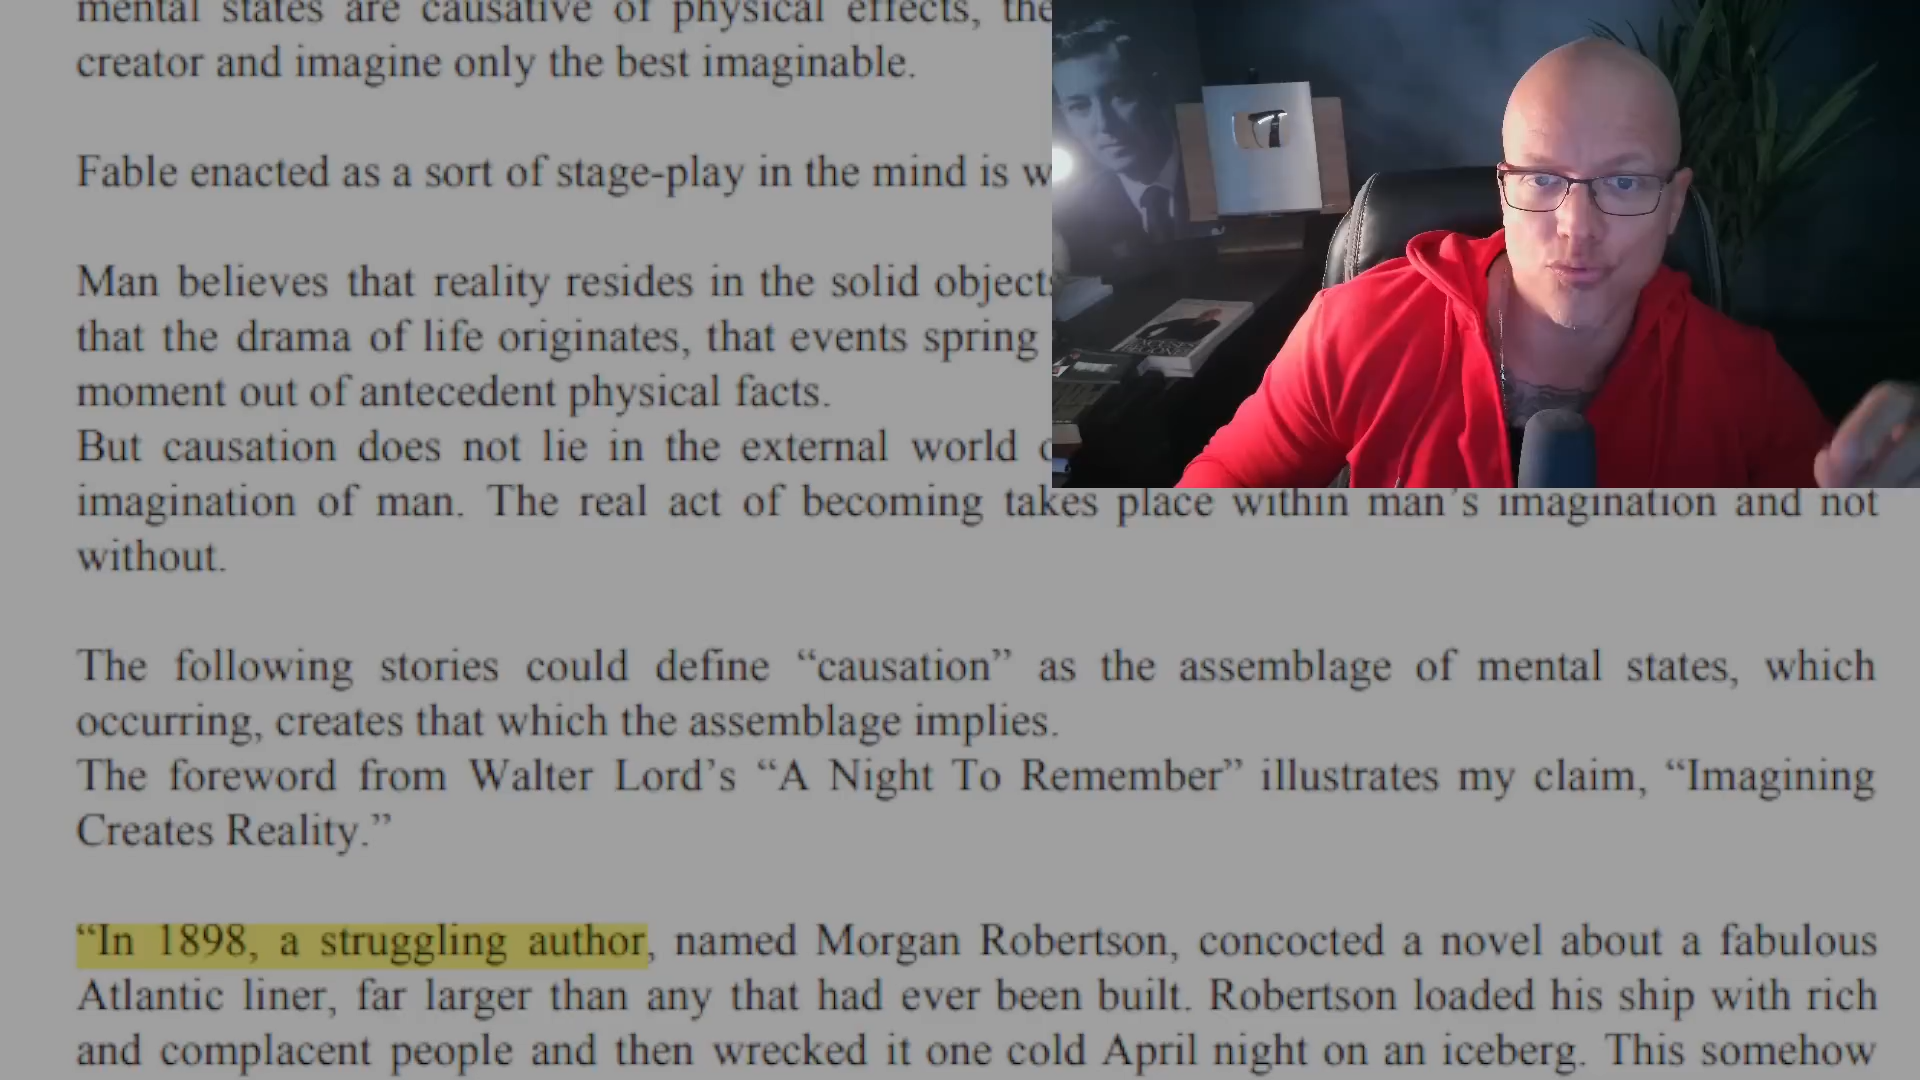 mental states are causative of physical effects, the
creator and imagine only the best imaginable.
Fable enacted as a sort of stage-play in the mind is
Man believes that reality resides in the solid objects
that the drama of life originates, that events spring
moment out of antecedent physical facts.
But causation does not lie in the external world
imagination of man. The real act of becoming takes place within man's imagination and not
without.
The following stories could define “causation” as the assemblage of mental states, which
occurring, creates that which the assemblage implies.
The foreword from Walter Lord’s “A Night To Remember” illustrates my claim, “Imagining
Creates Reality.”
“In 1898, a struggling author, named Morgan Robertson, concocted a novel about a fabulous
Atlantic liner, far larger than any that had ever been built. Robertson loaded his ship with rich
and complacent people and then wrecked it one cold April night on an iceberg. This somehow